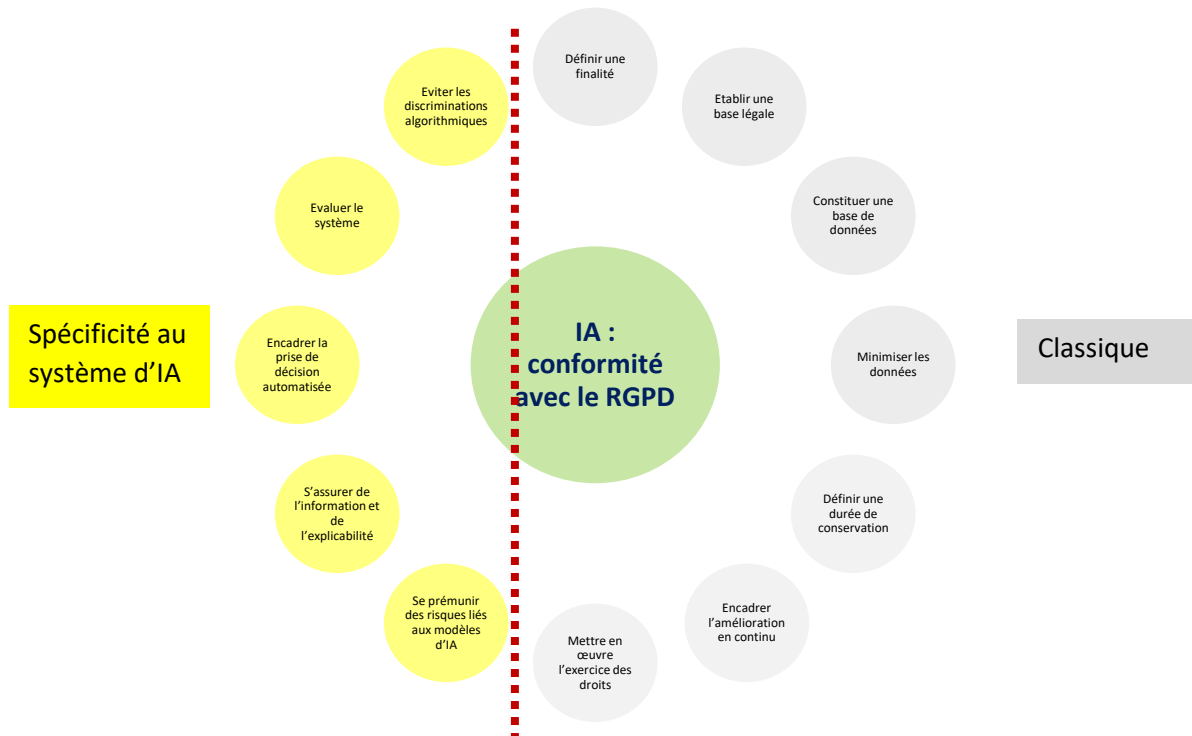 Définir une
finalité
Etablir une
base légale
Constituer une
base de
données
Minimiser les
données
Définir une
durée de
conservation
Encadrer
l'amélioration
en continu
Mettre en
œuvre
l'exercice des
droits
Se prémunir
des risques liés
aux modèles
d'IA
S'assurer de
l'information et
de
l'explicabilité
Encadrer la
prise de
décision
automatisée
Evaluer le
système
Eviter les
discriminations
algorithmiques
IA :
conformité
avec le RGPD
Spécificité au
système d'IA
Classique